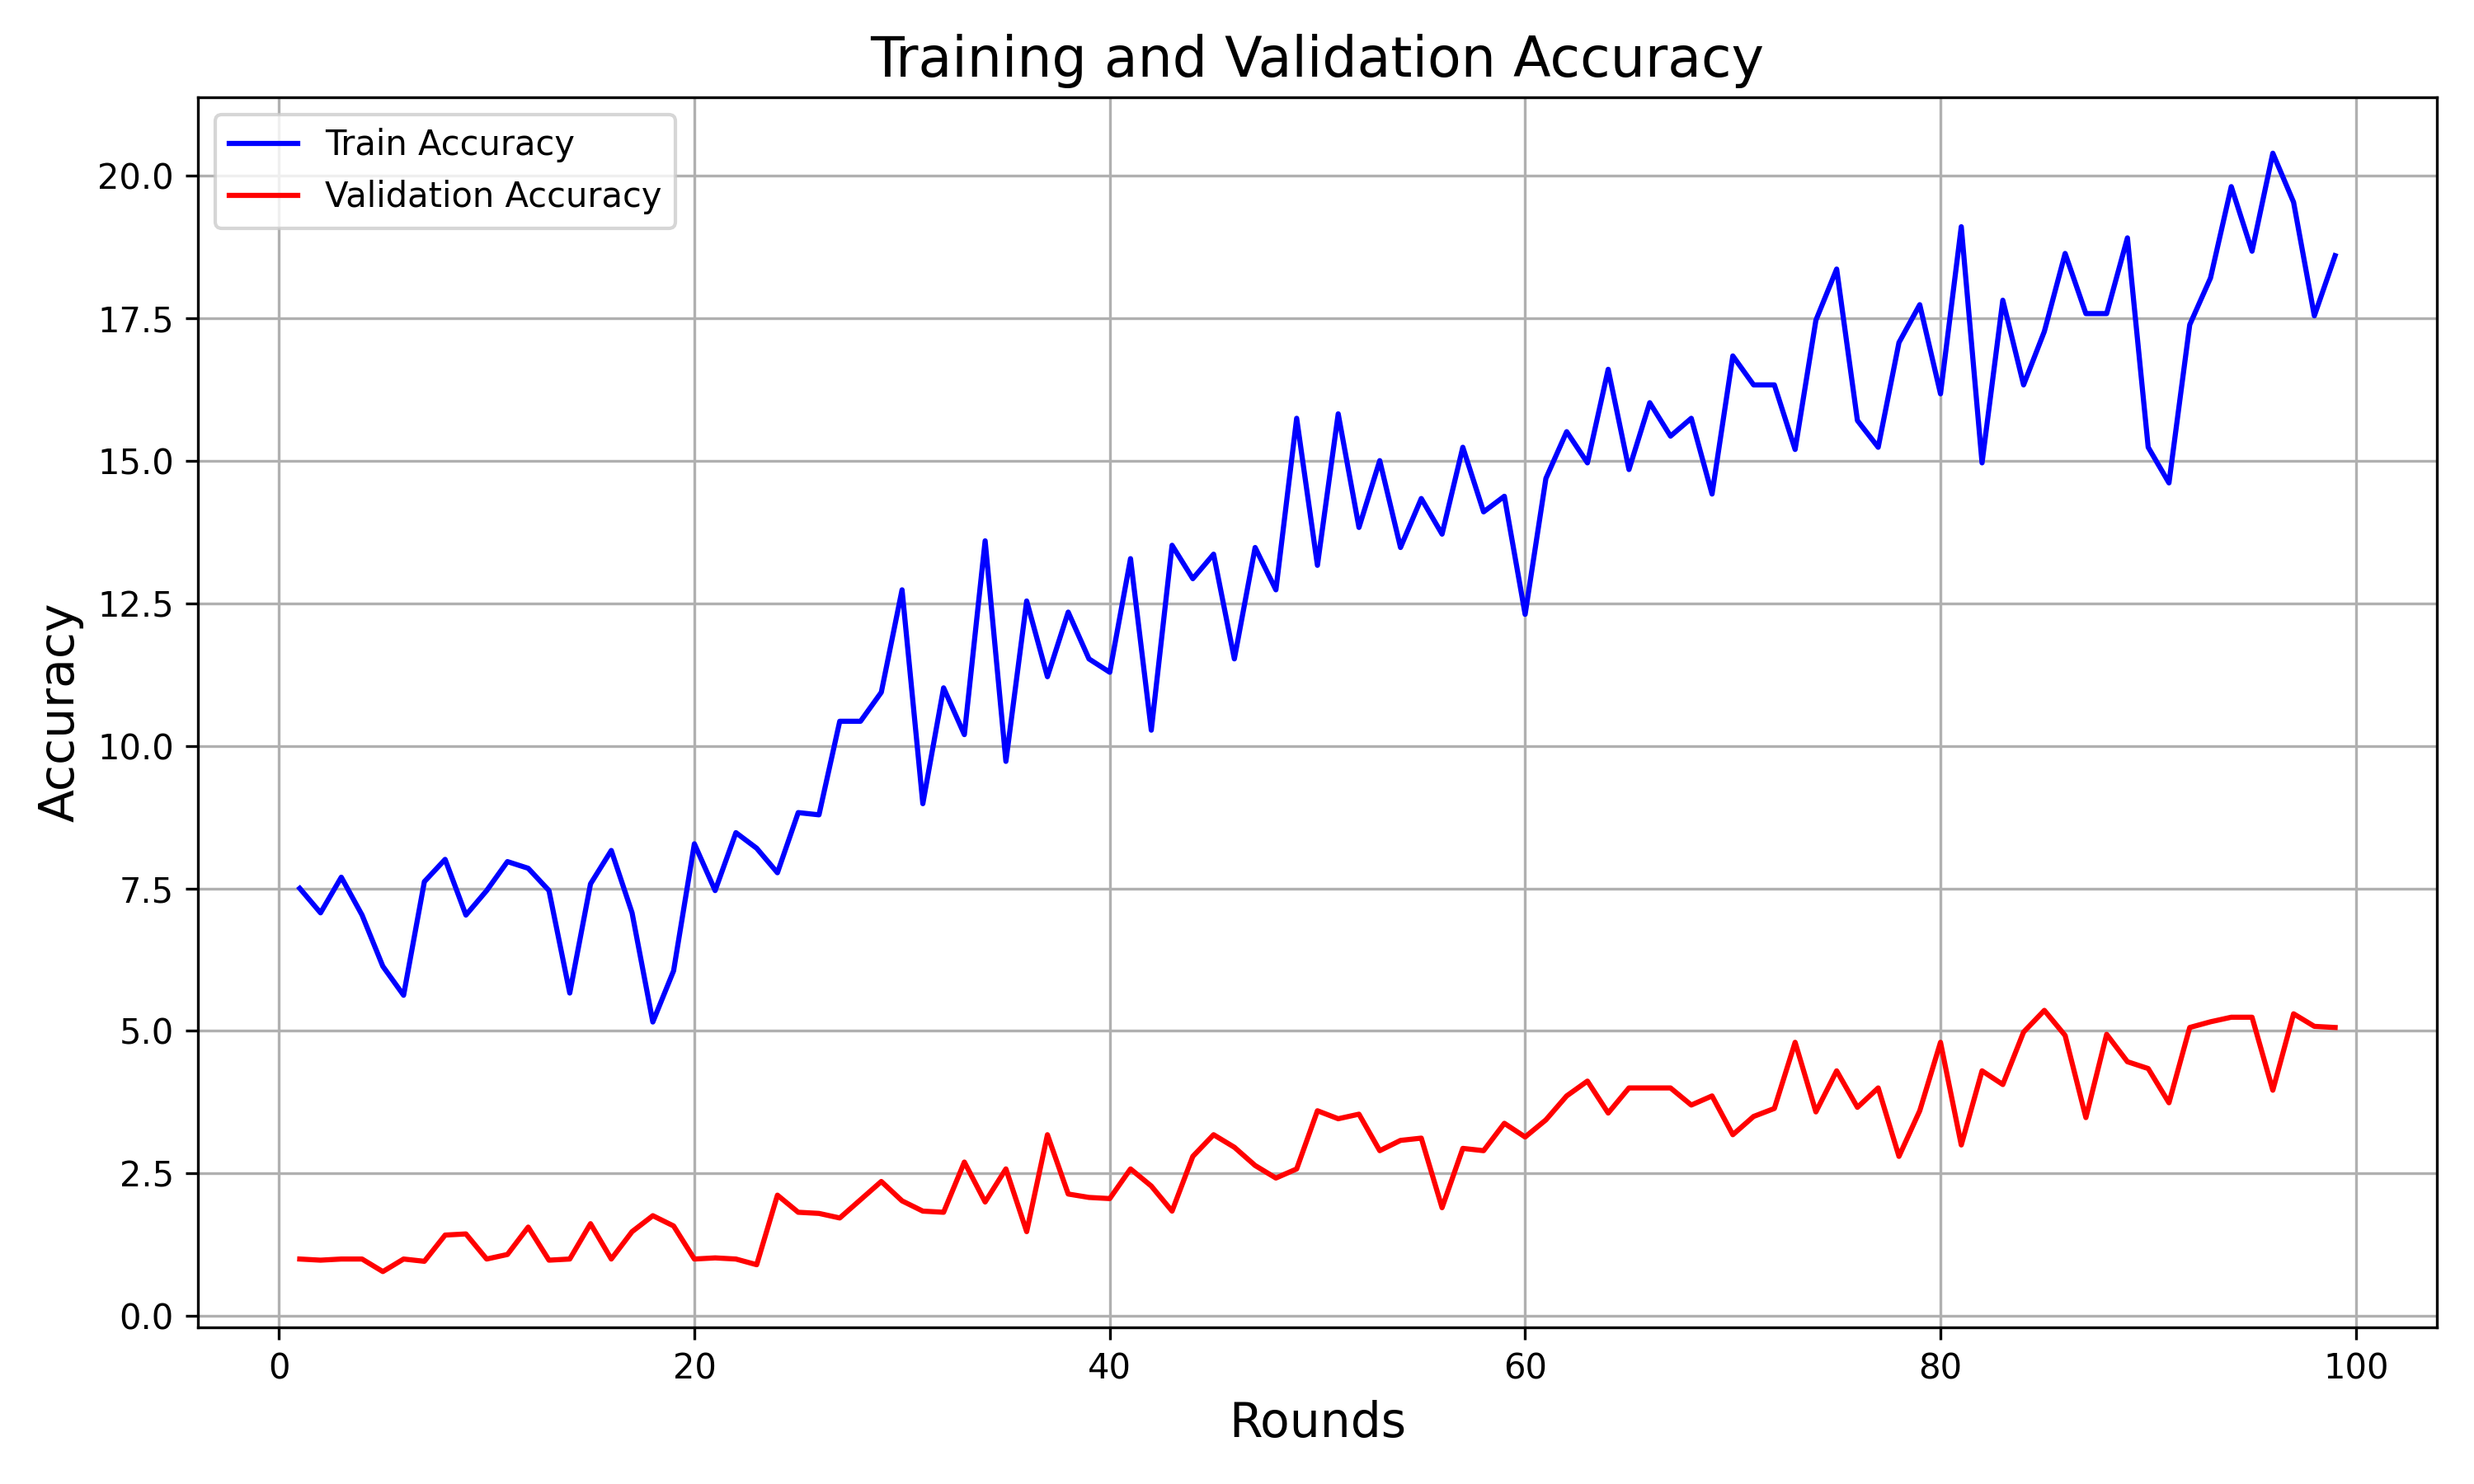 Training and Validation Accuracy
Train Accuracy
Validation Accuracy
20.0
17.5
15.0
12.5
10.0
7.5
5.0
2.5
0.0
Accuracy
0 20 40 60 80 100
Rounds